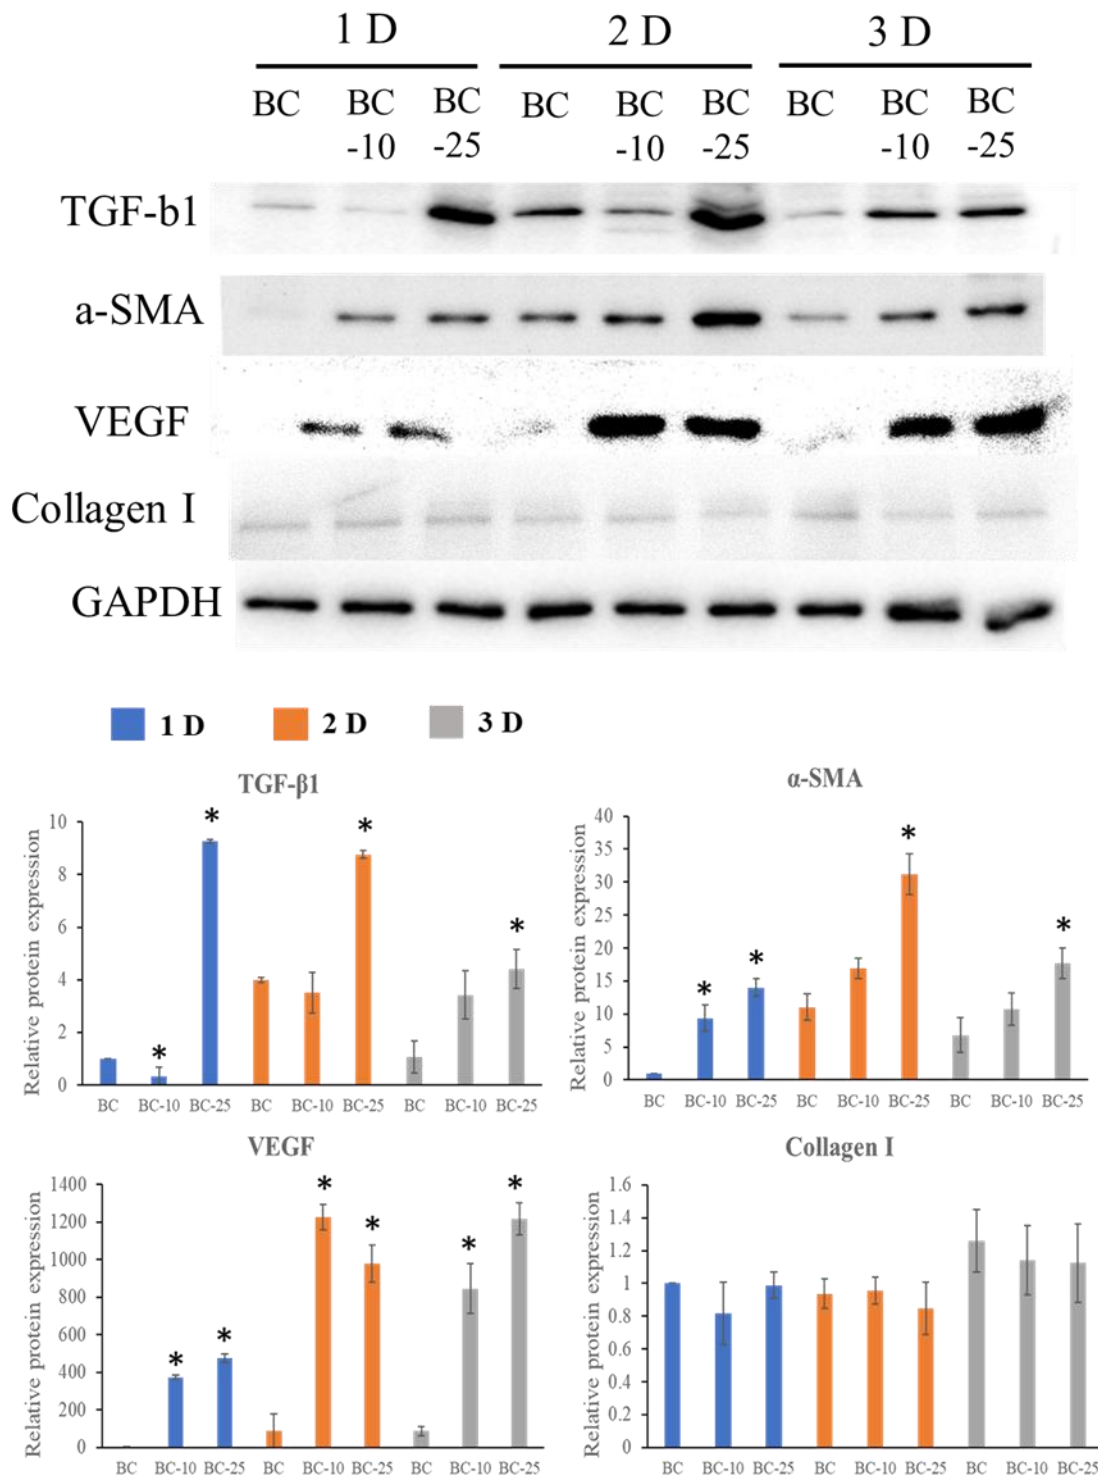 1 D 2 D 3 D
BC BC -10 BC -25 BC BC -10 BC -25 BC BC -10 BC -25
TGF-b1
a-SMA
VEGF
Collagen I
GAPDH
1 D 2 D 3 D
TGF-β1
Relative protein expression
10
8
6
4
2
0
* * * *
BC BC-10 BC-25 BC BC-10 BC-25 BC BC-10 BC-25
α-SMA
Relative protein expression
40
35
30
25
20
15
10
5
0
* * * *
BC BC-10 BC-25 BC BC-10 BC-25 BC BC-10 BC-25
VEGF
Relative protein expression
1400
1200
1000
800
600
400
200
0
* * * * * *
BC BC-10 BC-25 BC BC-10 BC-25 BC BC-10 BC-25
Collagen I
Relative protein expression
1.6
1.4
1.2
1
0.8
0.6
0.4
0.2
0
BC BC-10 BC-25 BC BC-10 BC-25 BC BC-10 BC-25